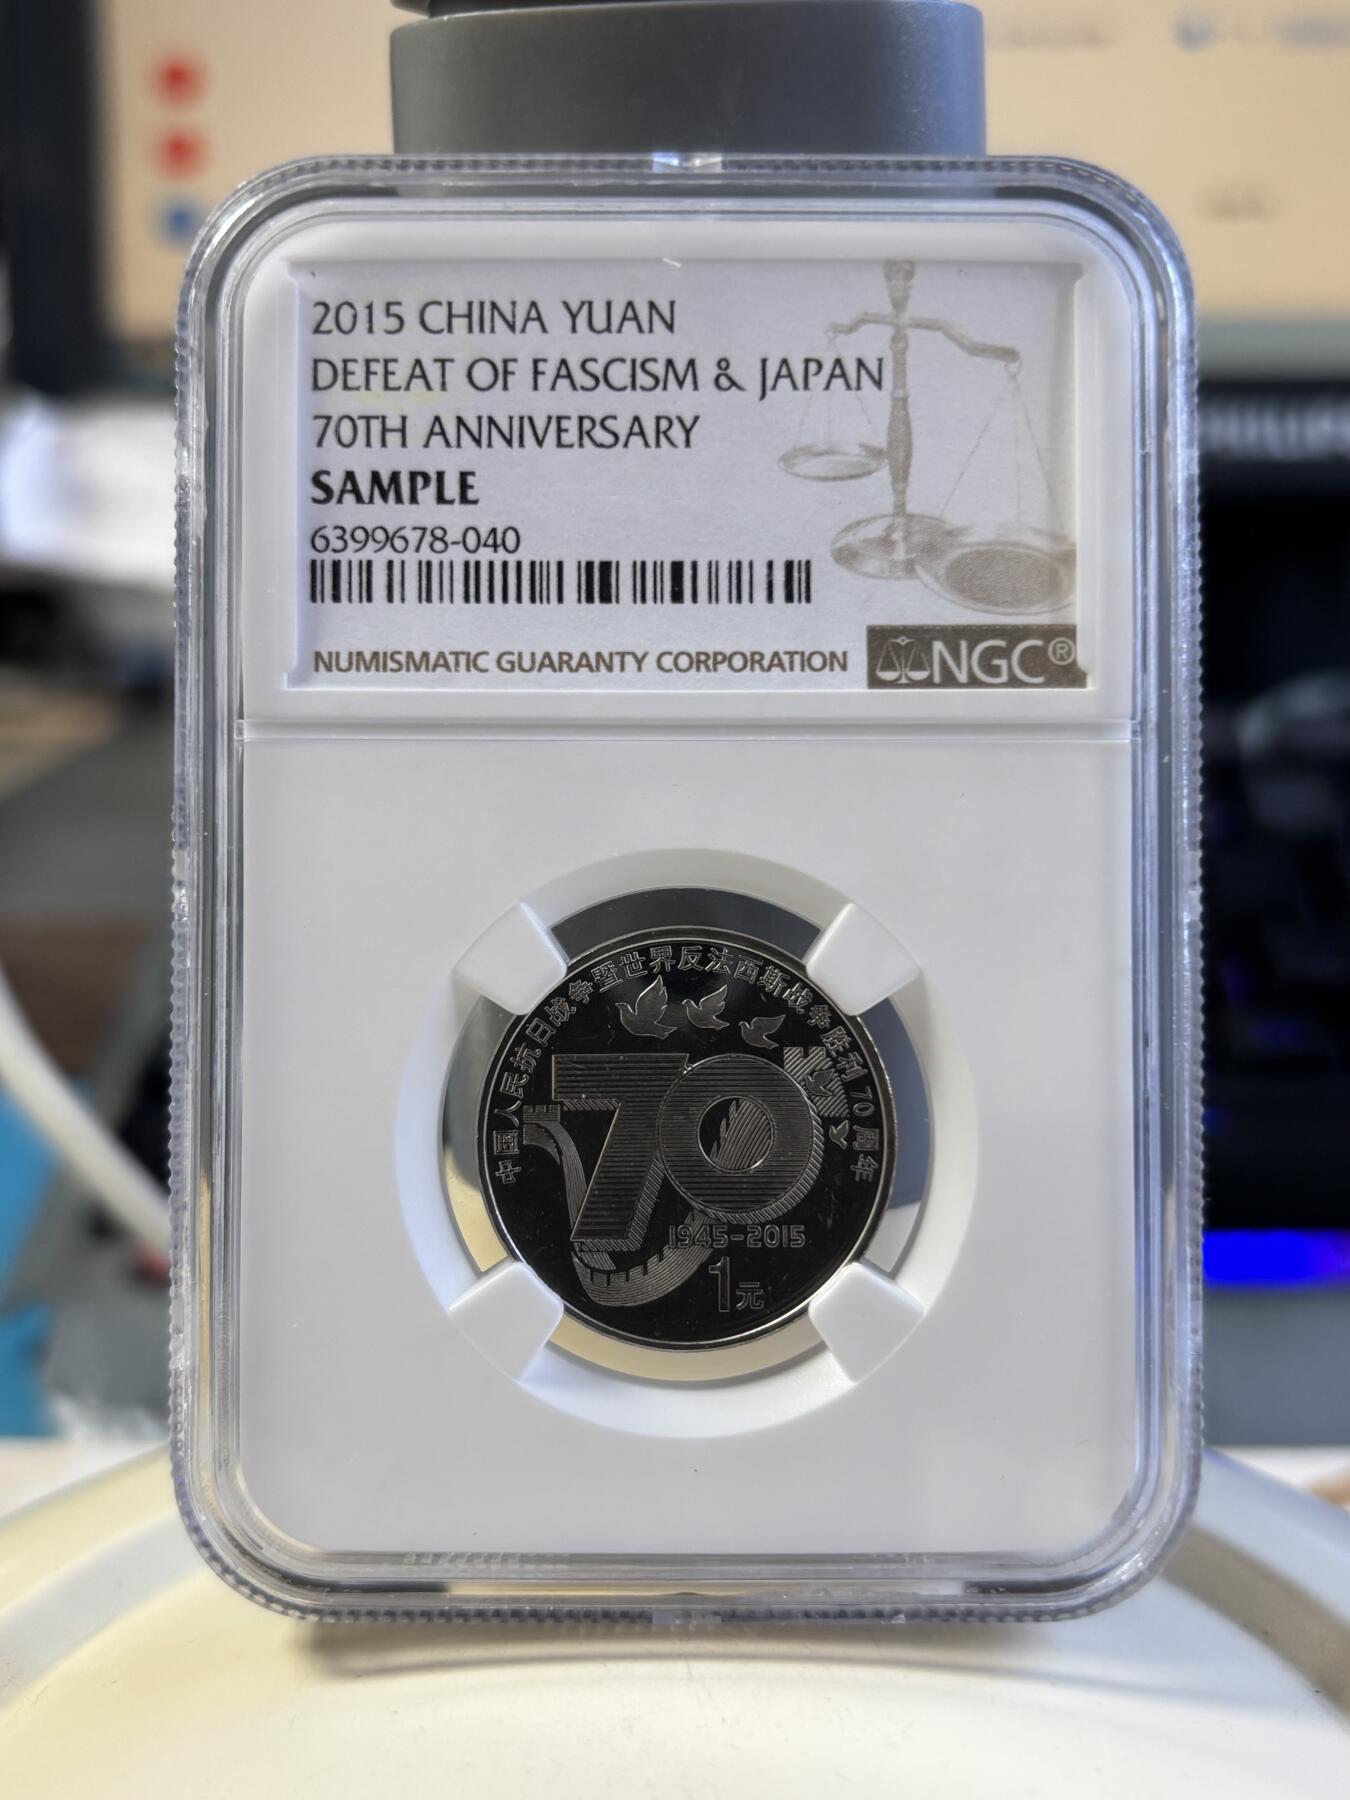 2015 CHINA YUAN
DEFEAT OF FASCISM & JAPAN
70TH ANNIVERSARY
SAMPLE
6399678-040
NUMISMATIC GUARANTY CORPORATION
NGC®
中国人民抗日战争暨世界反法西斯战争胜利70周年
70
1945-2015
1元